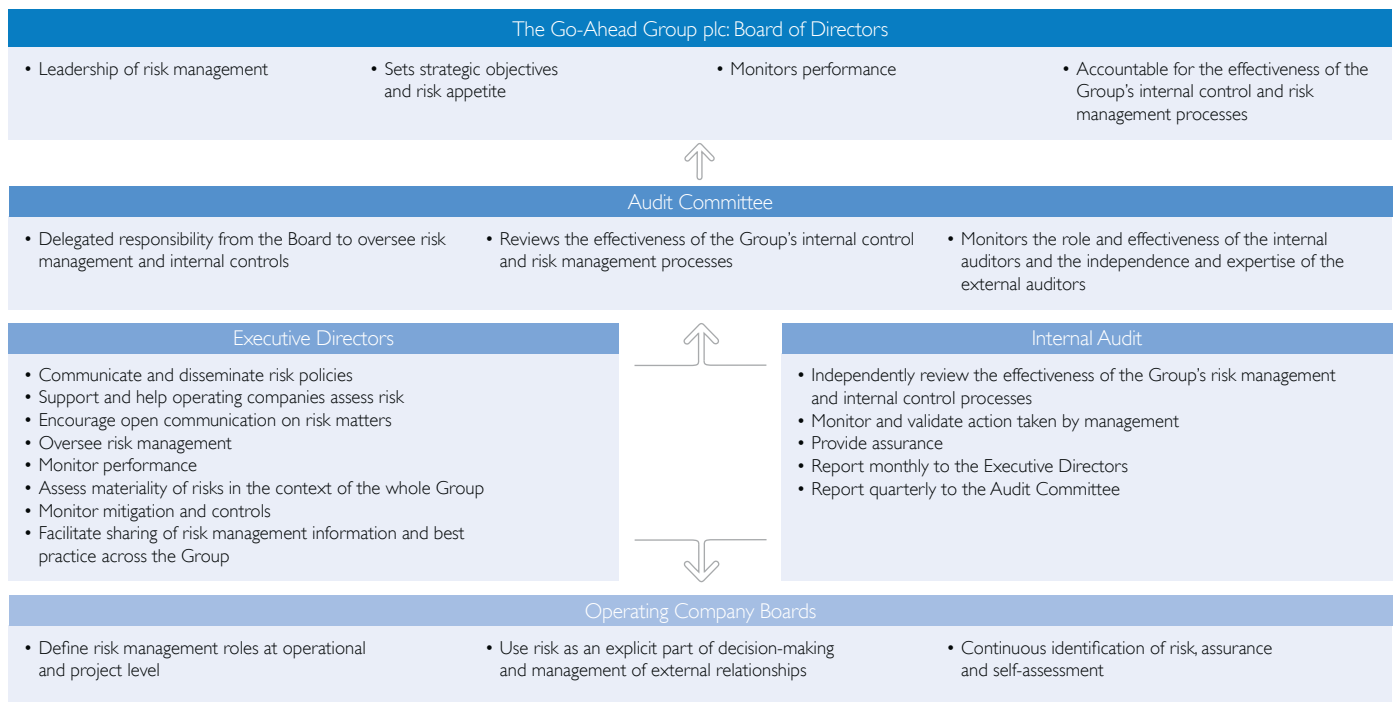 The Go-Ahead Group plc: Board of Directors
• Leadership of risk management
• Sets strategic objectives
and risk appetite
• Monitors performance
• Accountable for the effectiveness of the
Group’s internal control and risk
management processes
Audit Committee
• Delegated responsibility from the Board to oversee risk
management and internal controls
• Reviews the effectiveness of the Group’s internal control
and risk management processes
• Monitors the role and effectiveness of the internal
auditors and the independence and expertise of the
external auditors
Executive Directors
• Communicate and disseminate risk policies
• Support and help operating companies assess risk
• Encourage open communication on risk matters
• Oversee risk management
• Monitor performance
• Assess materiality of risks in the context of the whole Group
• Monitor mitigation and controls
• Facilitate sharing of risk management information and best
practice across the Group
Internal Audit
• Independently review the effectiveness of the Group’s risk management
and internal control processes
• Monitor and validate action taken by management
• Provide assurance
• Report monthly to the Executive Directors
• Report quarterly to the Audit Committee
Operating Company Boards
• Define risk management roles at operational
and project level
• Use risk as an explicit part of decision-making
and management of external relationships
• Continuous identification of risk, assurance
and self-assessment